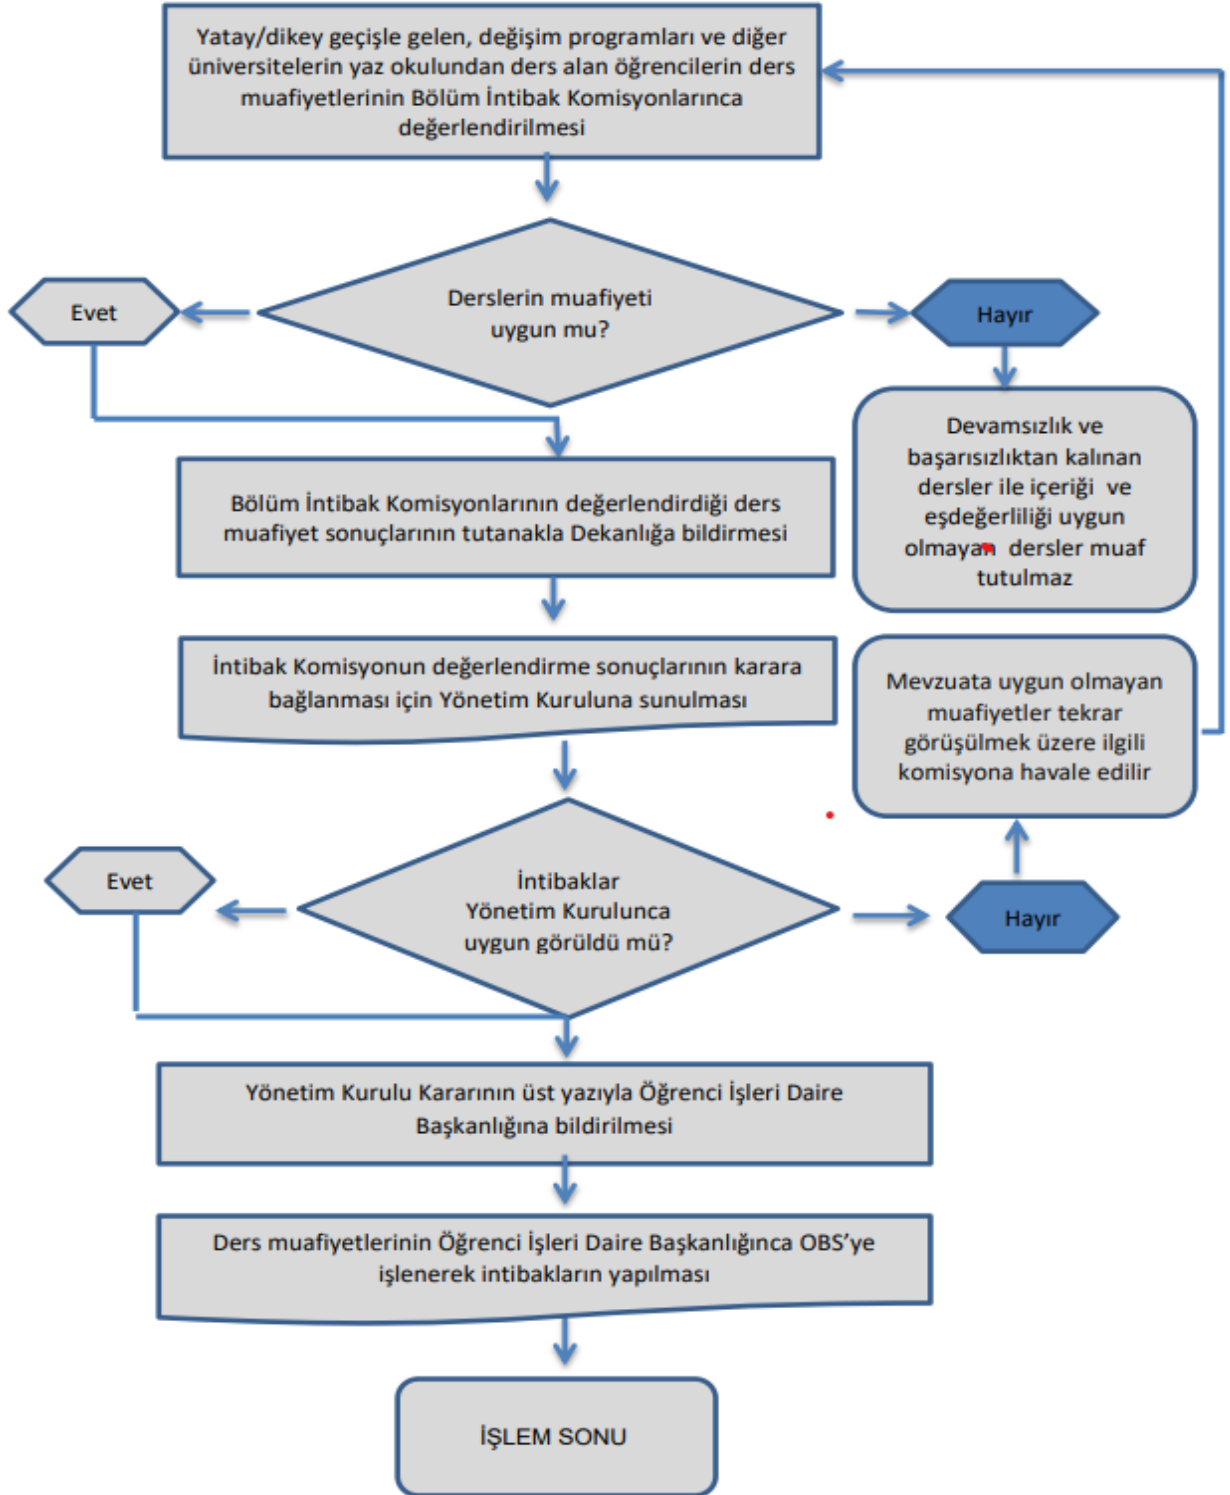 Yatay/dikey geçişle gelen, değişim programları ve diğer
üniversitelerin yaz okulundan ders alan öğrencilerin ders
muafiyetlerinin Bölüm İntibak Komisyonlarınca
değerlendirilmesi
Derslerin muafiyeti
uygun mu?
Evet
Hayır
Devamsızlık ve
başarısızlıktan kalınan
dersler ile içeriği ve
eşdeğerliliği uygun
olmayan dersler muaf
tutulmaz
Bölüm İntibak Komisyonlarının değerlendirdiği ders
muafiyet sonuçlarının tutanakla Dekanlığa bildirmesi
İntibak Komisyonun değerlendirme sonuçlarının karara
bağlanması için Yönetim Kuruluna sunulması
Mevzuata uygun olmayan
muafiyetler tekrar
görüşülmek üzere ilgili
komisyona havale edilir
İntibaklar
Yönetim Kurulunca
uygun görüldü mü?
Evet
Hayır
Yönetim Kurulu Kararının üst yazıyla Öğrenci İşleri Daire
Başkanlığına bildirilmesi
Ders muafiyetlerinin Öğrenci İşleri Daire Başkanlığınca OBS’ye
işlenerek intibakların yapılması
İŞLEM SONU